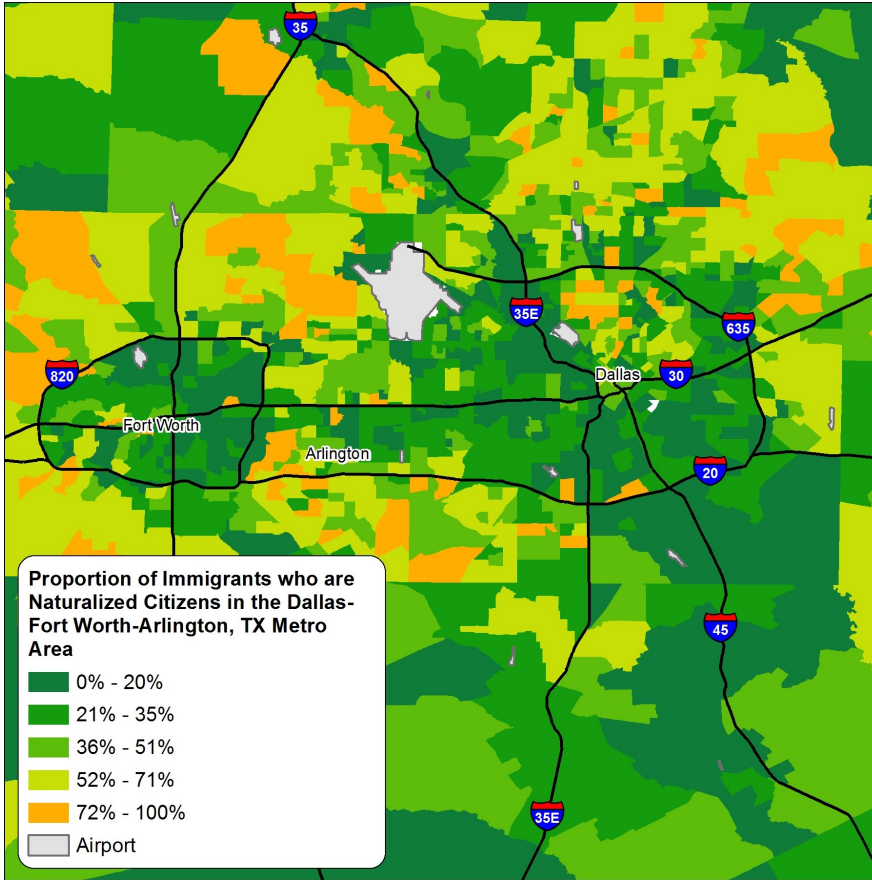 35
35E
635
820
Dallas
30
Fort Worth
Arlington
20
Proportion of Immigrants who are
Naturalized Citizens in the Dallas-
Fort Worth-Arlington, TX Metro
Area
0% - 20%
21% - 35%
36% - 51%
52% - 71%
72% - 100%
Airport
45
35E